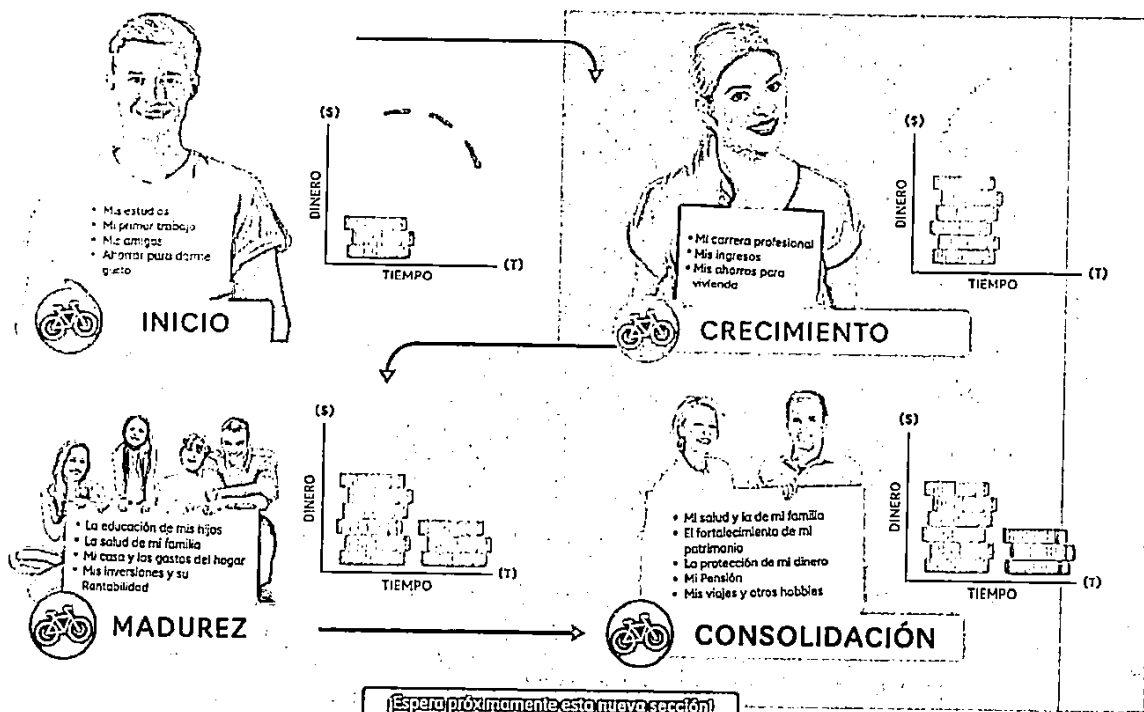 • Mis estudios
• Mi primer trabajo
• Mis amigos
• Ahorrar para darme
gusto
INICIO
($)
DINERO
TIEMPO
(T)
• Mi carrera profesional
• Mis ingresos
• Mis ahorros para
vivienda
CRECIMIENTO
($)
DINERO
TIEMPO
(T)
• La educación de mis hijos
• La salud de mi familia
• Mi casa y los gastos del hogar
• Mis inversiones y su
Rentabilidad
MADUREZ
($)
DINERO
TIEMPO
(T)
• Mi salud y la de mi familia
• El fortalecimiento de mi
patrimonio
• La protección de mi dinero
• Mi Pensión
• Mis viajes y otros hobbies
CONSOLIDACIÓN
($)
DINERO
TIEMPO
(T)
¡Espera próximamente esta nueva sección!